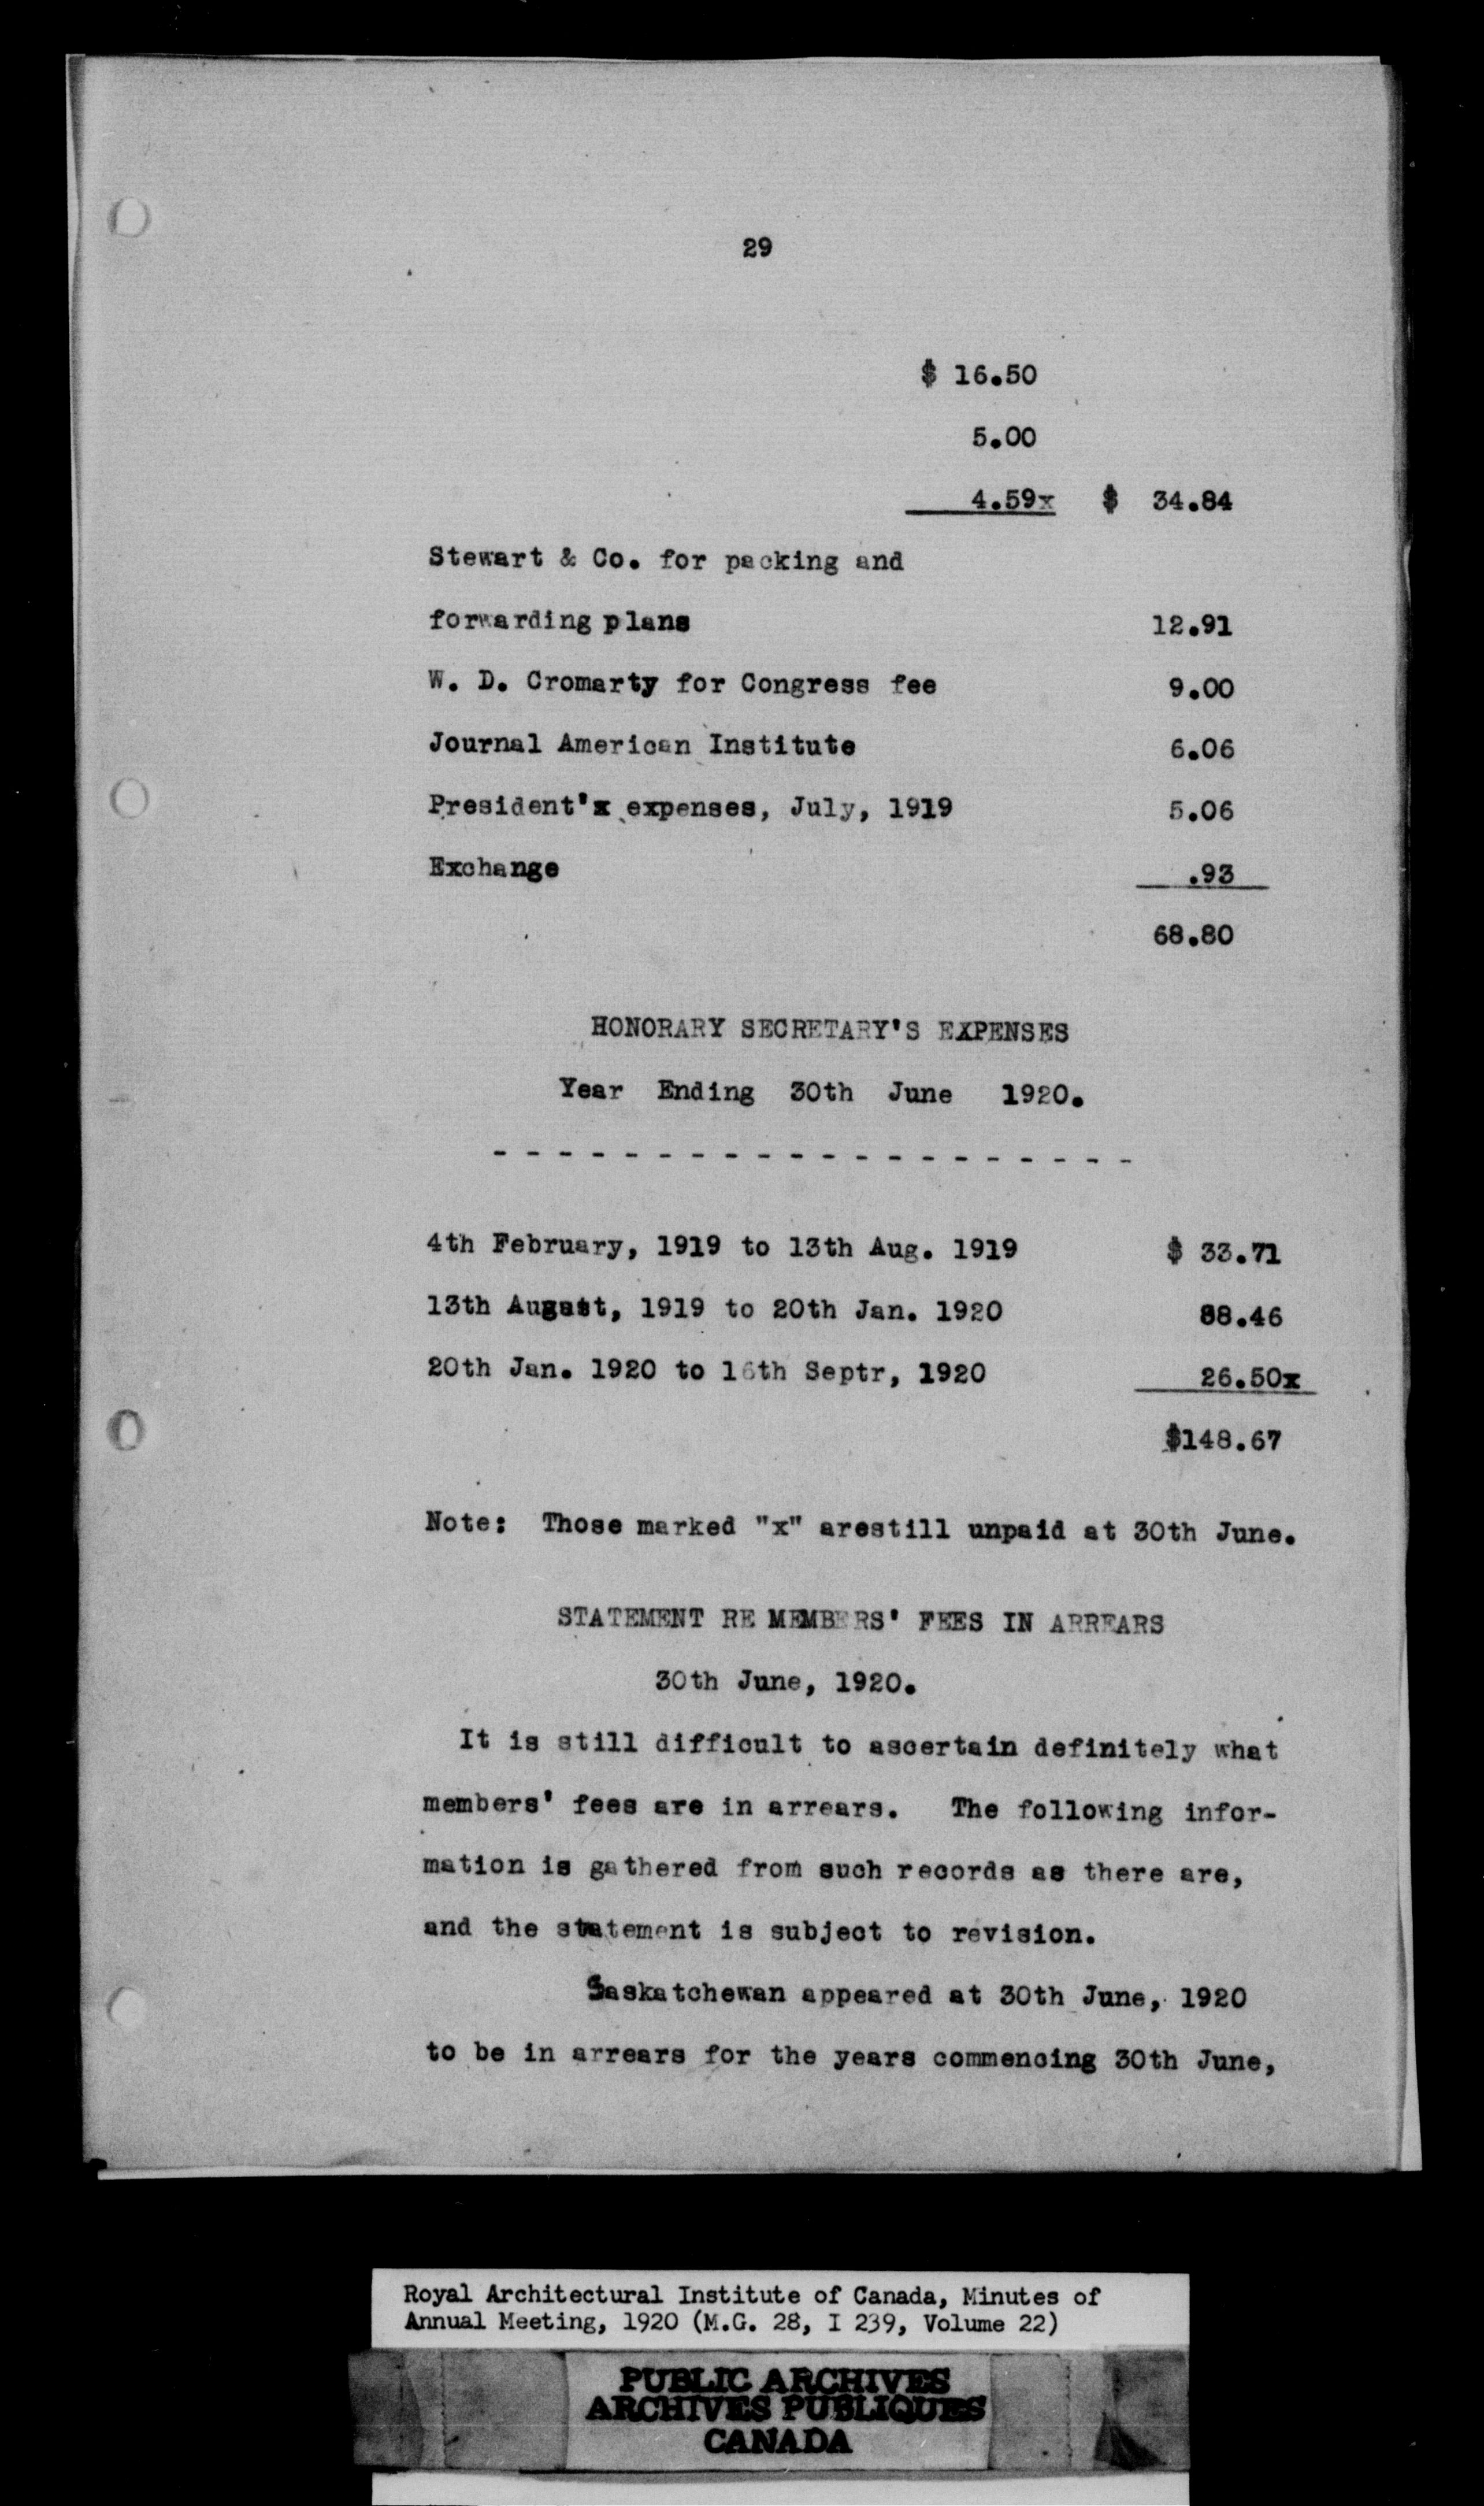 29
$ 16.50
5.00
4.59x $ 34.84
Stewart & Co. for packing and
forwarding plans 12.91
W. D. Cromarty for Congress fee 9.00
Journal American Institute 6.06
President'x expenses, July, 1919 5.06
Exchange .93
68.80
HONORARY SECRETARY'S EXPENSES
Year Ending 30th June 1920.
- - - - - - - - - - - - - - - - - - - -
4th February, 1919 to 13th Aug. 1919 $ 33.71
13th August, 1919 to 20th Jan. 1920 88.46
20th Jan. 1920 to 16th Septr, 1920 26.50x
$148.67
Note: Those marked "x" arestill unpaid at 30th June.
STATEMENT RE MEMBERS' FEES IN ARREARS
30th June, 1920.
It is still difficult to ascertain definitely what
members' fees are in arrears. The following infor-
mation is gathered from such records as there are,
and the statement is subject to revision.
Saskatchewan appeared at 30th June, 1920
to be in arrears for the years commencing 30th June,
Royal Architectural Institute of Canada, Minutes of
Annual Meeting, 1920 (M.G. 28, I 239, Volume 22)
PUBLIC ARCHIVES
ARCHIVES PUBLIQUES
CANADA